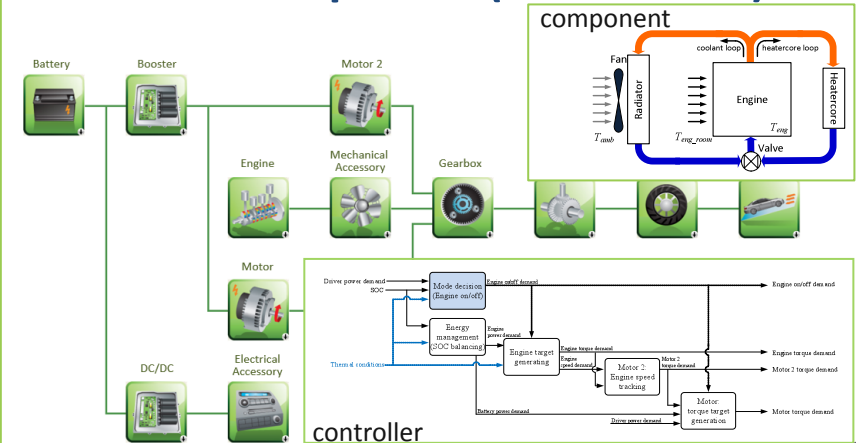 component
coolant loop
heatercore loop
Fan
Radiator
Engine
Heatercore
T_amb
T_eng_room
T_eng
Valve
Battery
Booster
Motor 2
Engine
Mechanical
Accessory
Gearbox
Motor
DC/DC
Electrical
Accessory
Driver power demand
SOC
Mode decision
(Engine on/off)
Engine on/off demand
Engine on/off demand
Energy
management
(SOC balancing)
Engine
power demand
Thermal conditions
Engine target
generating
Engine torque demand
Engine torque demand
Engine
speed demand
Motor 2:
Engine speed
tracking
Motor 2
torque demand
Motor 2 torque demand
Battery power demand
Driver power demand
Motor:
torque target
generation
Motor torque demand
controller